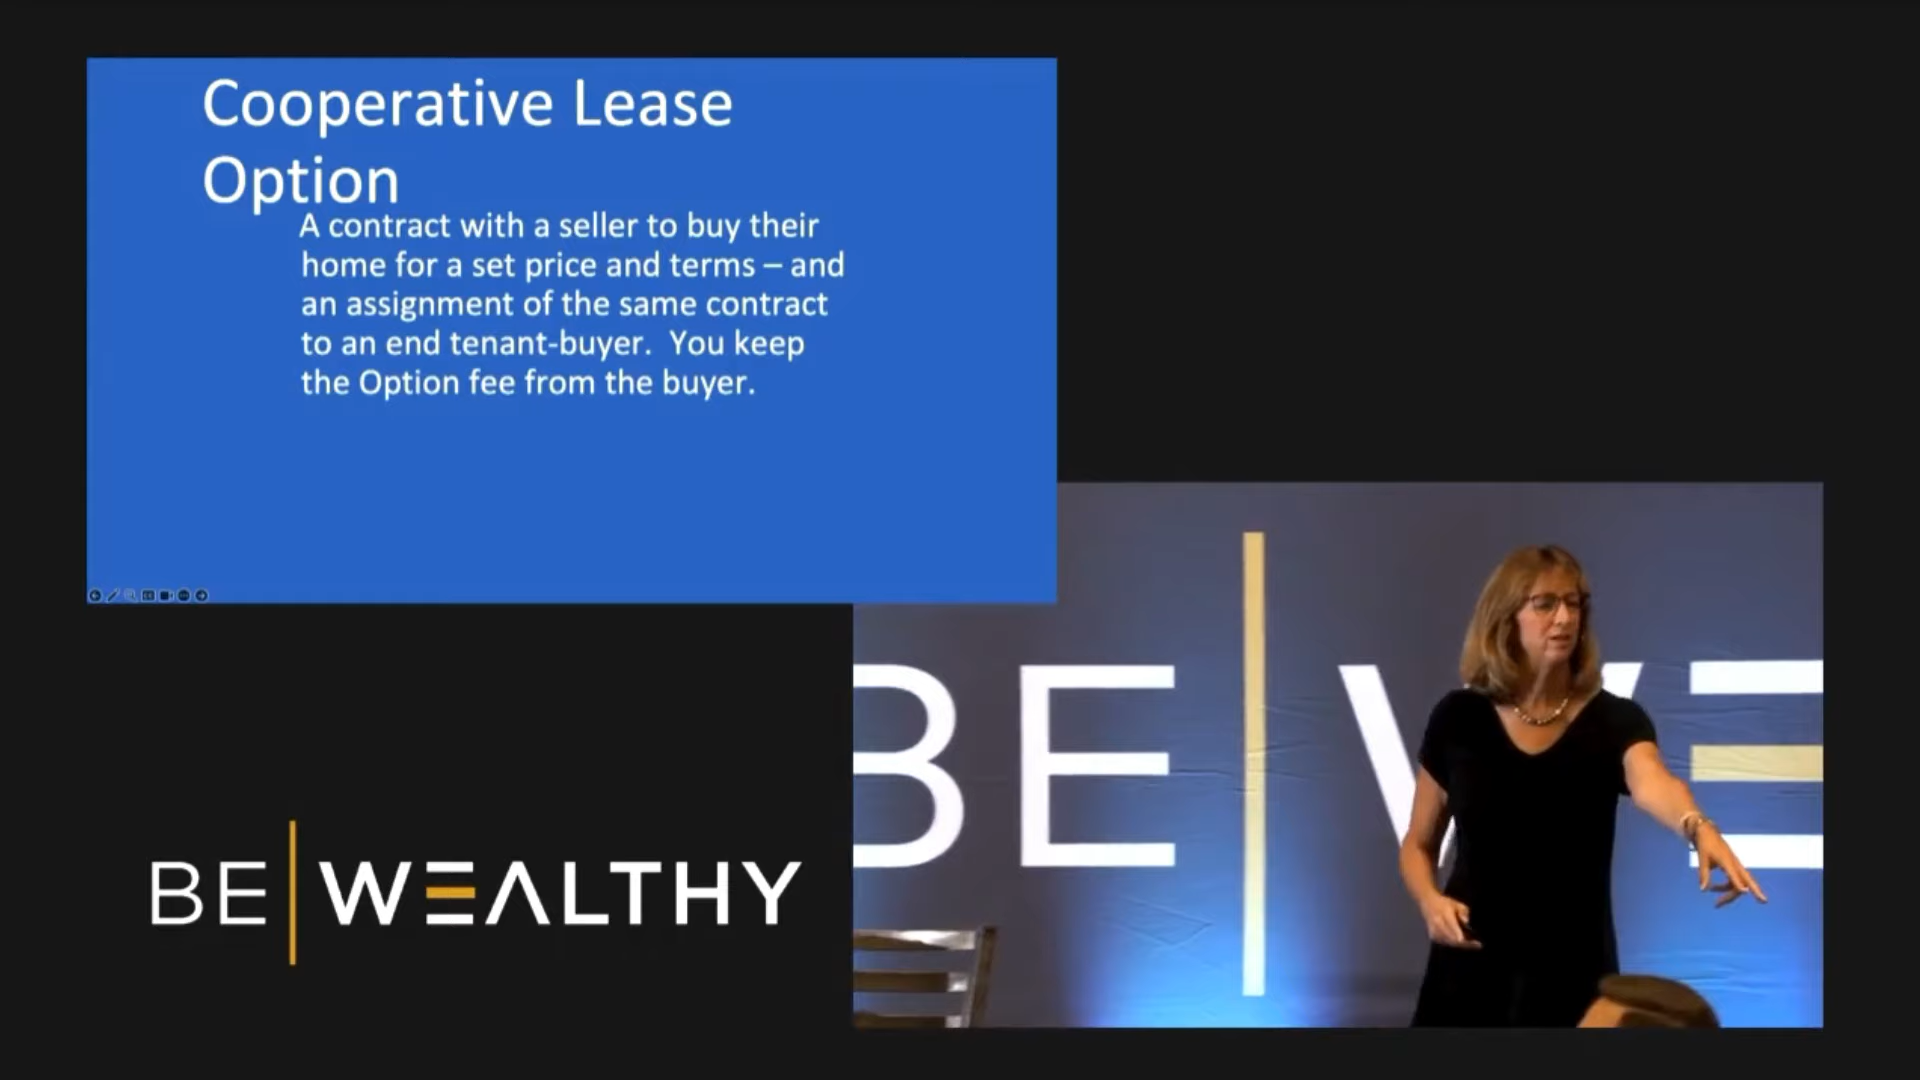 Cooperative Lease
Option
A contract with a seller to buy their
home for a set price and terms – and
an assignment of the same contract
to an end tenant-buyer.  You keep
the Option fee from the buyer.
BE | WE
BE | WEALTHY